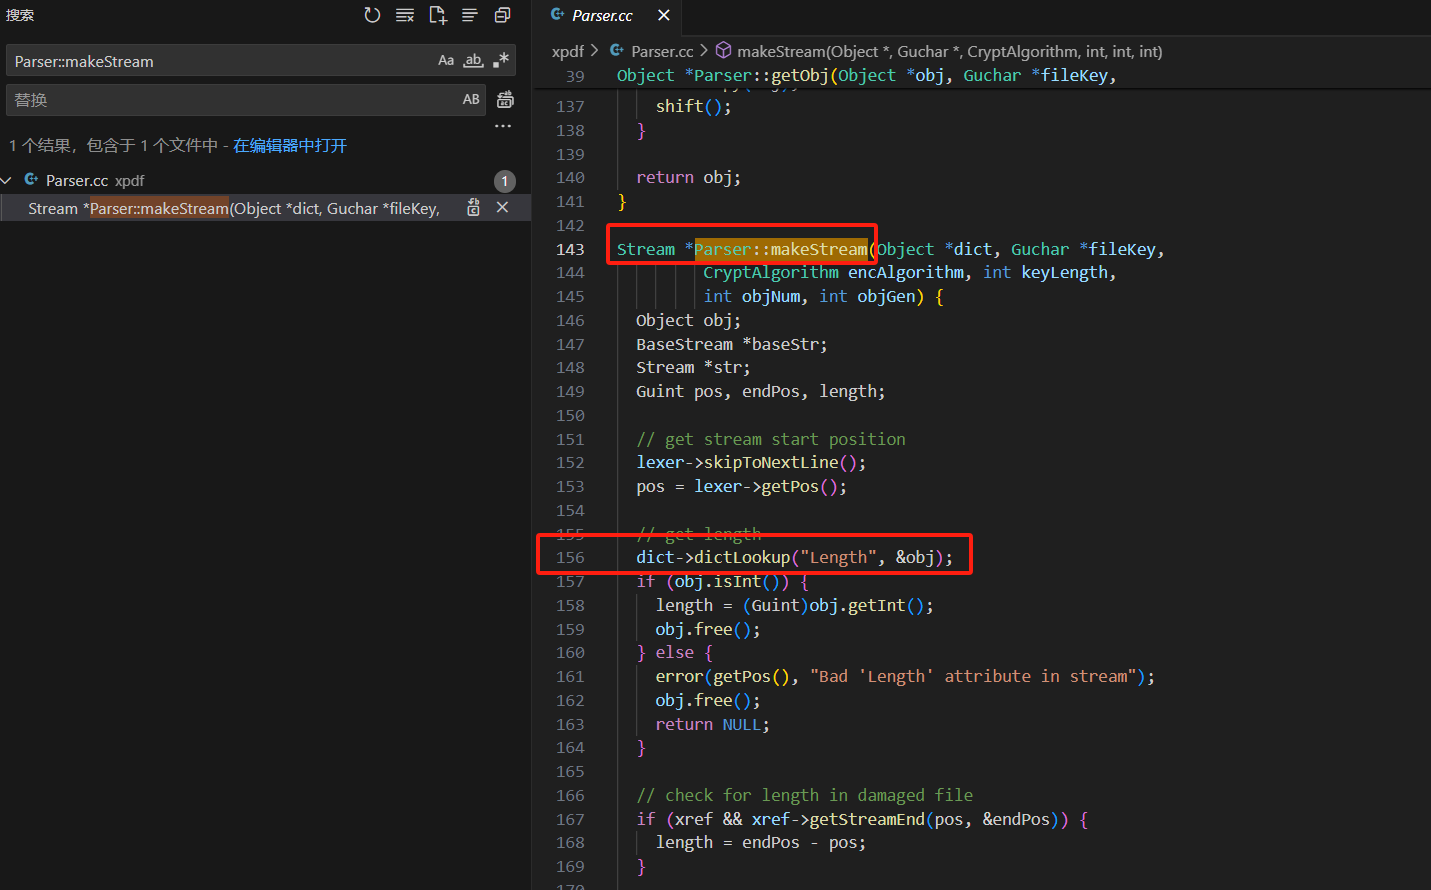 搜索
Parser::makeStream
Aa ab .*
替换
AB
1 个结果，包含于 1 个文件中 - 在编辑器中打开
Parser.cc xpdf
1
Stream *Parser::makeStream(Object *dict, Guchar *fileKey,
Parser.cc
xpdf > Parser.cc > makeStream(Object *, Guchar *, CryptAlgorithm, int, int, int)
39 Object *Parser::getObj(Object *obj, Guchar *fileKey,
137 shift();
138 }
139
140 return obj;
141 }
142
143 Stream *Parser::makeStream(Object *dict, Guchar *fileKey,
144 CryptAlgorithm encAlgorithm, int keyLength,
145 int objNum, int objGen) {
146 Object obj;
147 BaseStream *baseStr;
148 Stream *str;
149 Guint pos, endPos, length;
150
151 // get stream start position
152 lexer->skipToNextLine();
153 pos = lexer->getPos();
154
155 // get length
156 dict->dictLookup("Length", &obj);
157 if (obj.isInt()) {
158 length = (Guint)obj.getInt();
159 obj.free();
160 } else {
161 error(getPos(), "Bad 'Length' attribute in stream");
162 obj.free();
163 return NULL;
164 }
165
166 // check for length in damaged file
167 if (xref && xref->getStreamEnd(pos, &endPos)) {
168 length = endPos - pos;
169 }
170